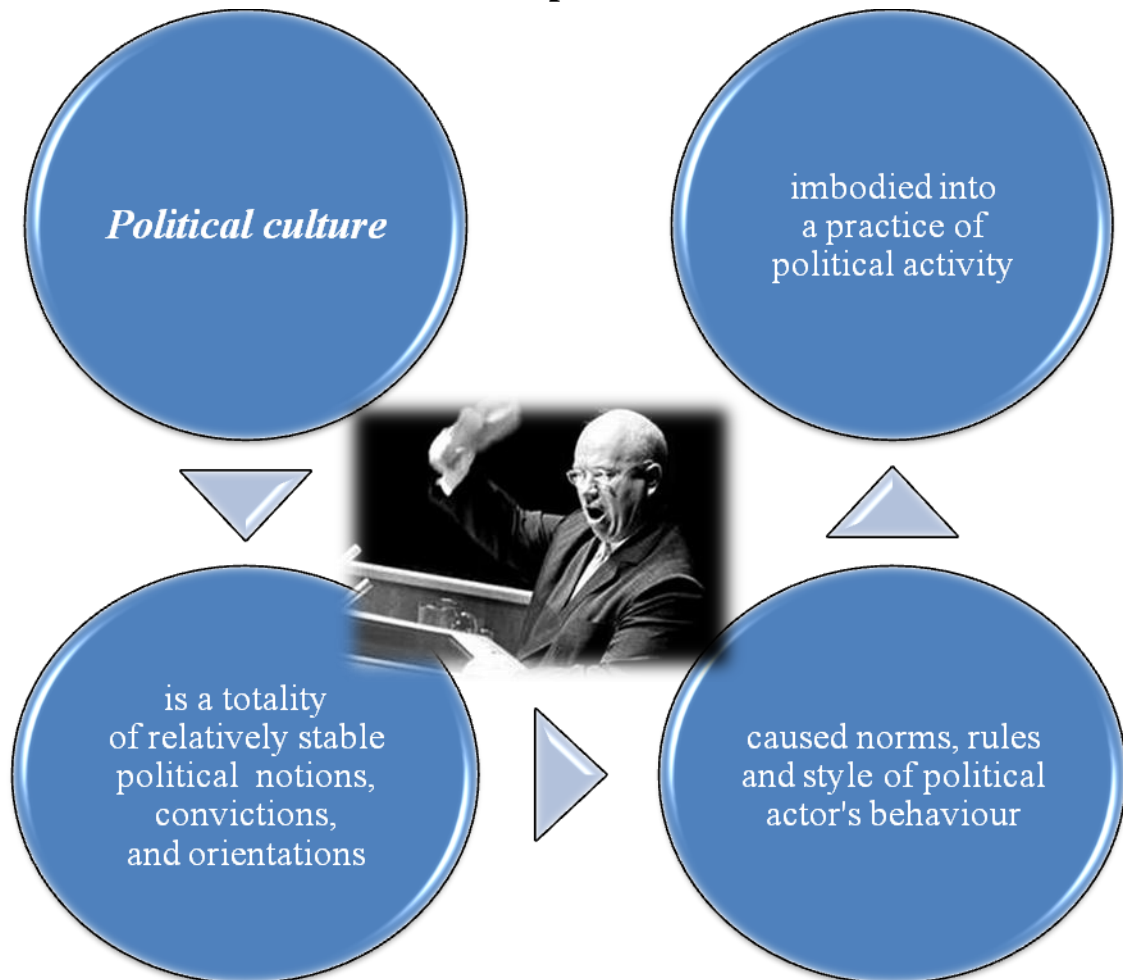 Political culture
is a totality
of relatively stable
political notions,
convictions,
and orientations
caused norms, rules
and style of political
actor's behaviour
imbodied into
a practice of
political activity